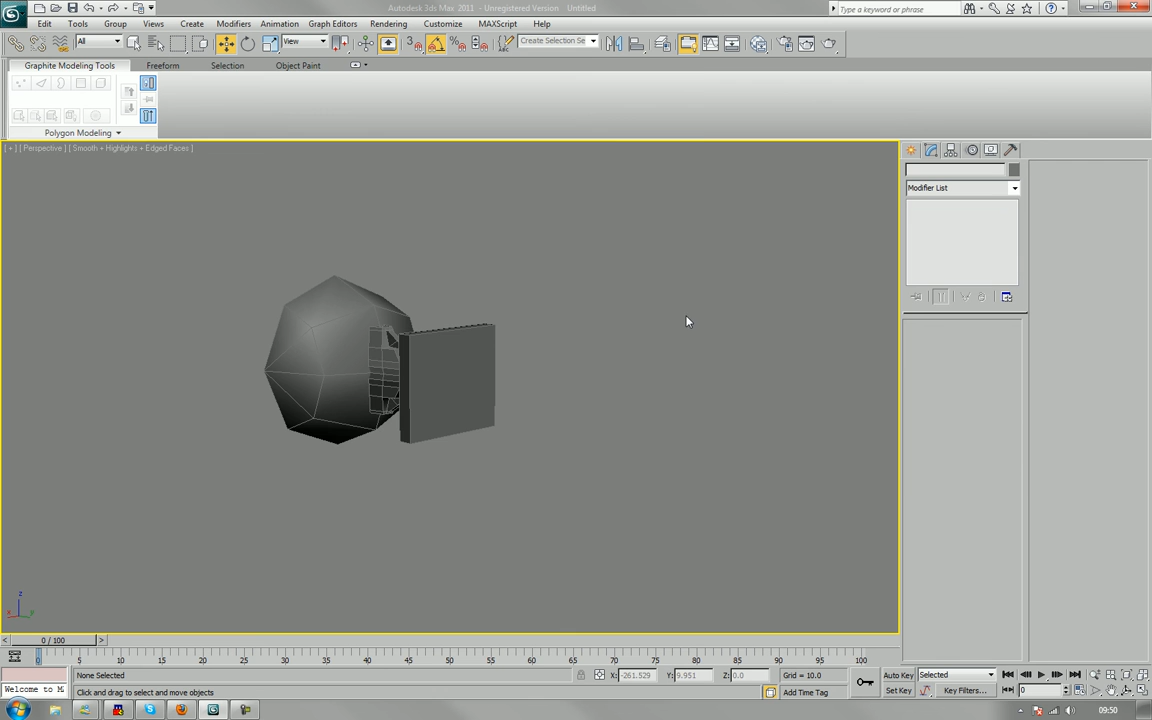 Autodesk 3ds Max 2011 - Unregistered Version Untitled
Type a keyword or phrase
Edit Tools Group Views Create Modifiers Animation Graph Editors Rendering Customize MAXScript Help
All View 3 Create Selection Se
Graphite Modeling Tools Freeform Selection Object Paint
Polygon Modeling
[ + ] [ Perspective ] [ Smooth + Highlights + Edged Faces ]
Modifier List
z
x y
0 / 100
0 5 10 15 20 25 30 35 40 45 50 55 60 65 70 75 80 85 90 95 100
None Selected X: -261.529 Y: 9.951 Z: 0.0 Grid = 10.0 Auto Key Selected
Welcome to M Click and drag to select and move objects Add Time Tag Set Key Key Filters... 0
09:50